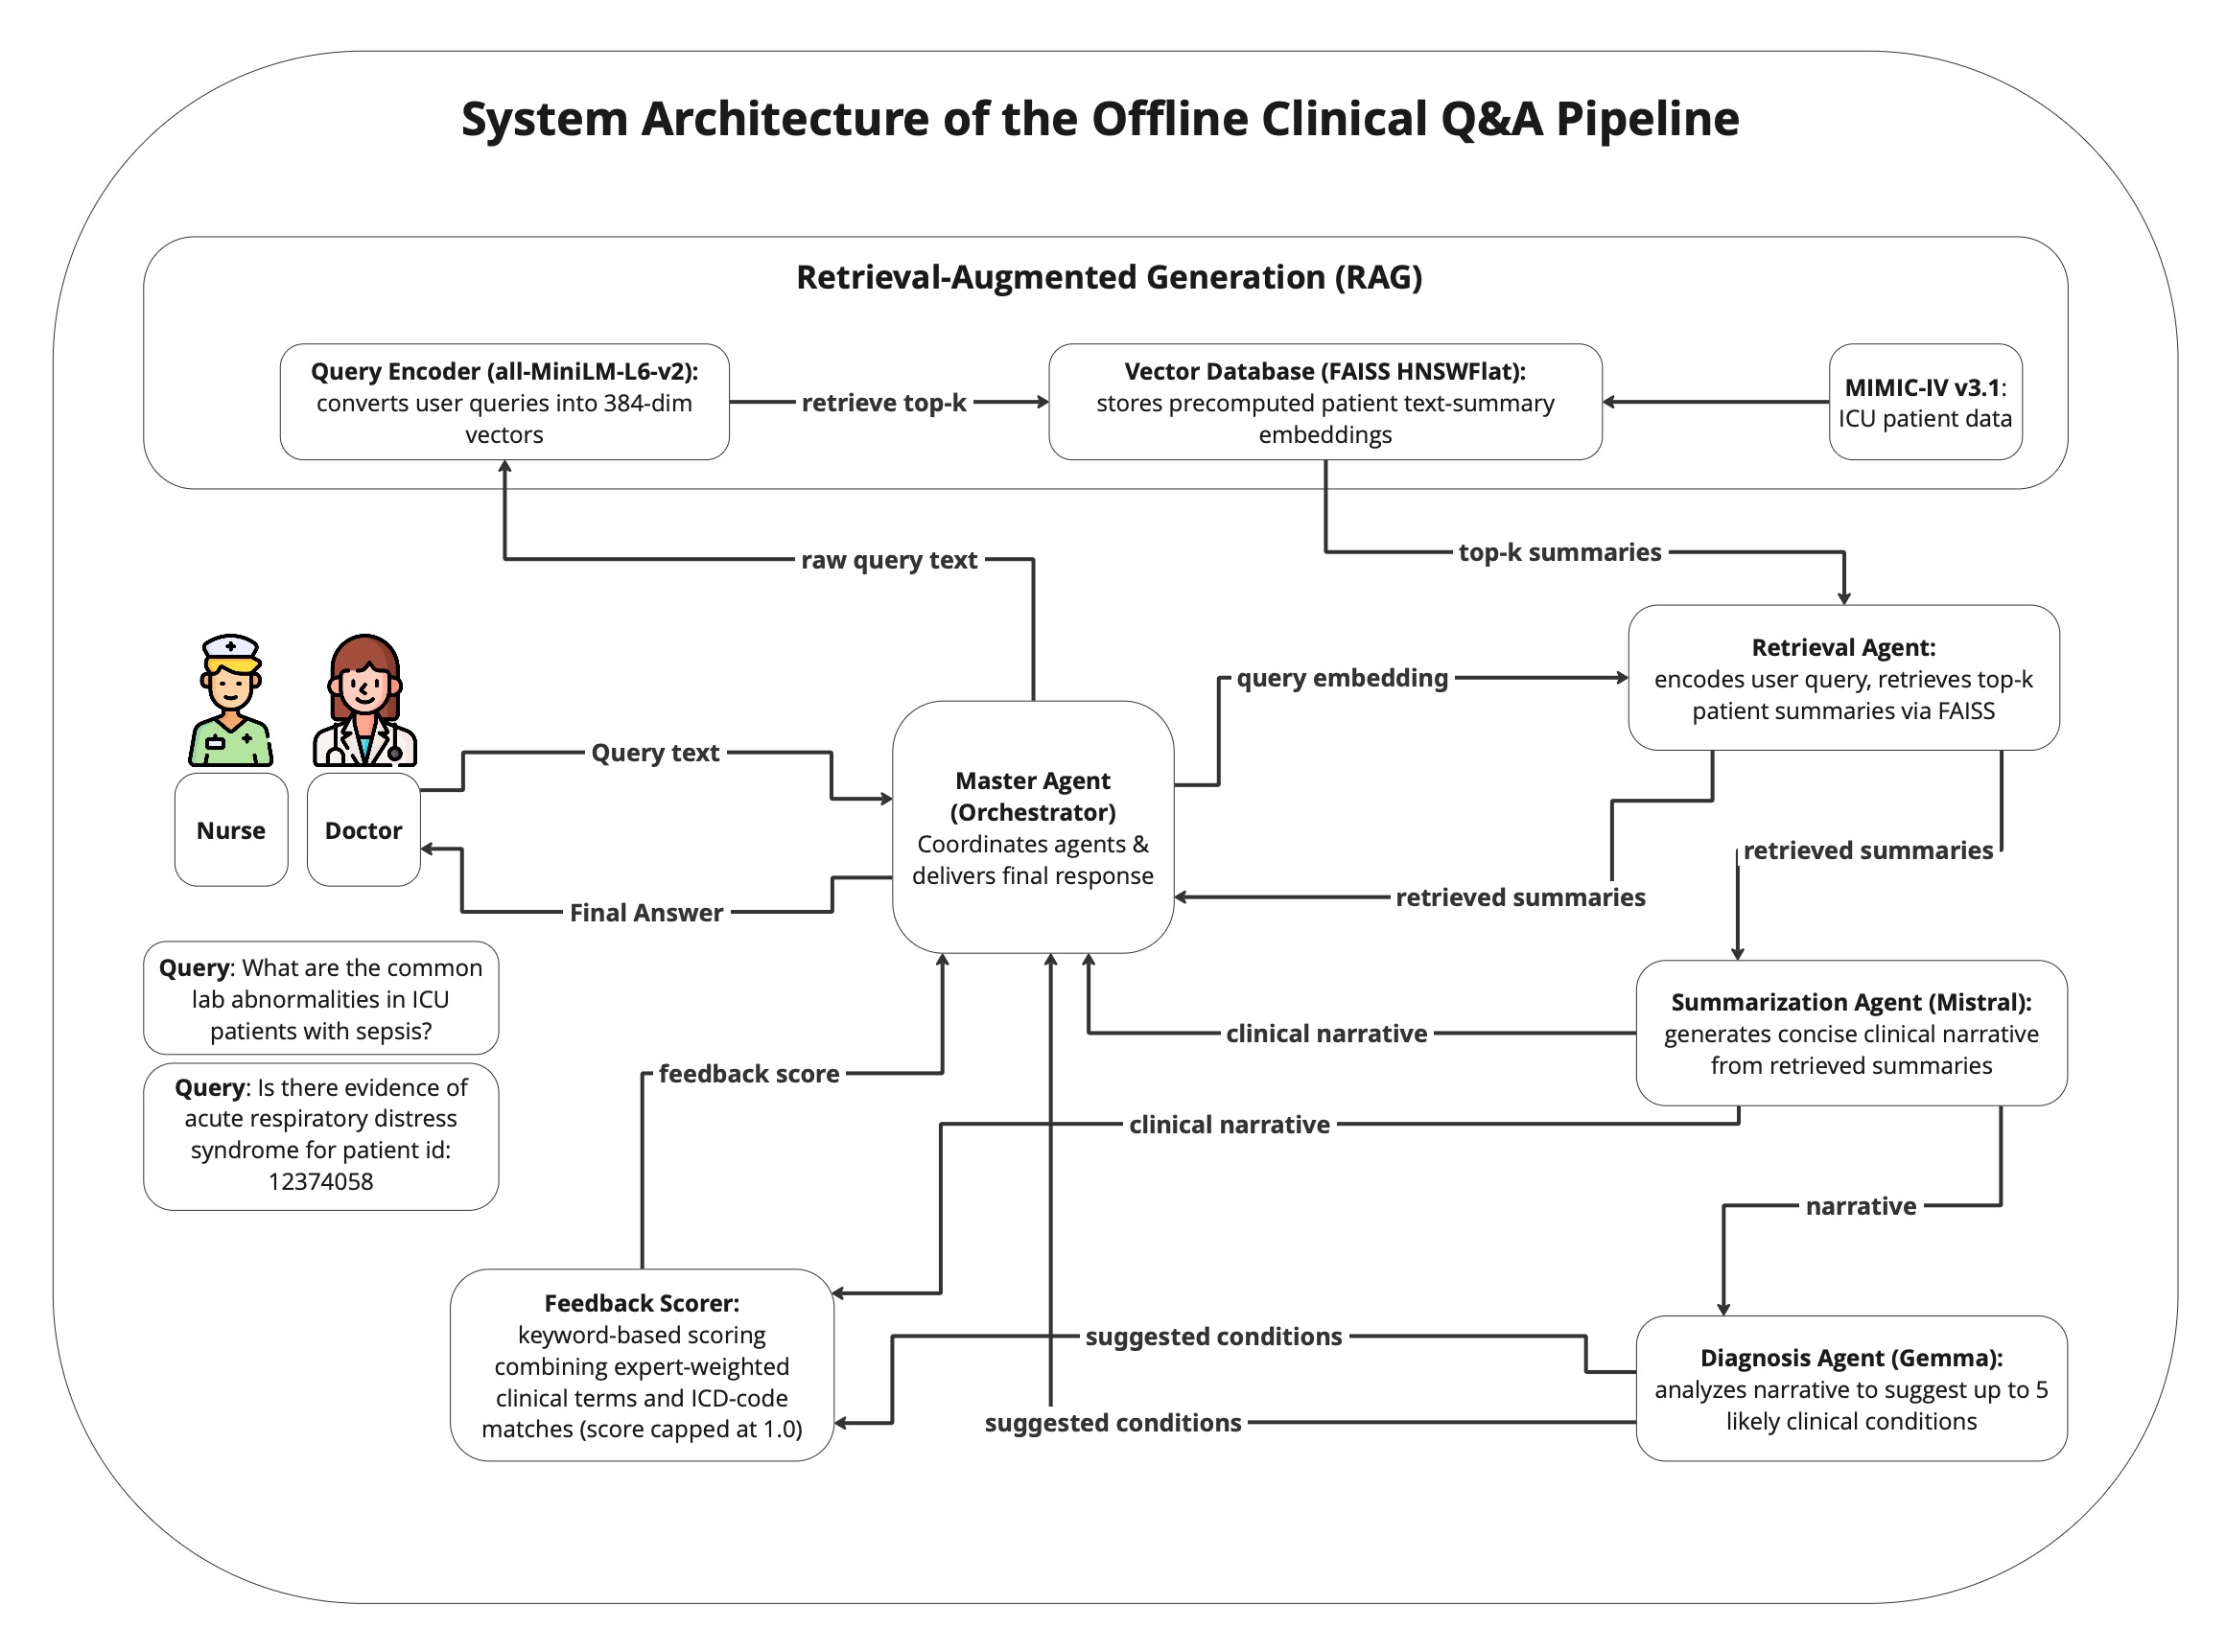 System Architecture of the Offline Clinical Q&A Pipeline
Retrieval-Augmented Generation (RAG)
Query Encoder (all-MiniLM-L6-v2):
converts user queries into 384-dim
vectors
retrieve top-k
Vector Database (FAISS HNSWFlat):
stores precomputed patient text-summary
embeddings
MIMIC-IV v3.1:
ICU patient data
raw query text
top-k summaries
Retrieval Agent:
encodes user query, retrieves top-k
patient summaries via FAISS
query embedding
Query text
Nurse
Doctor
Master Agent
(Orchestrator)
Coordinates agents &
delivers final response
retrieved summaries
retrieved summaries
Final Answer
Query: What are the common
lab abnormalities in ICU
patients with sepsis?
Query: Is there evidence of
acute respiratory distress
syndrome for patient id:
12374058
Summarization Agent (Mistral):
generates concise clinical narrative
from retrieved summaries
clinical narrative
feedback score
clinical narrative
narrative
Feedback Scorer:
keyword-based scoring
combining expert-weighted
clinical terms and ICD-code
matches (score capped at 1.0)
suggested conditions
suggested conditions
Diagnosis Agent (Gemma):
analyzes narrative to suggest up to 5
likely clinical conditions